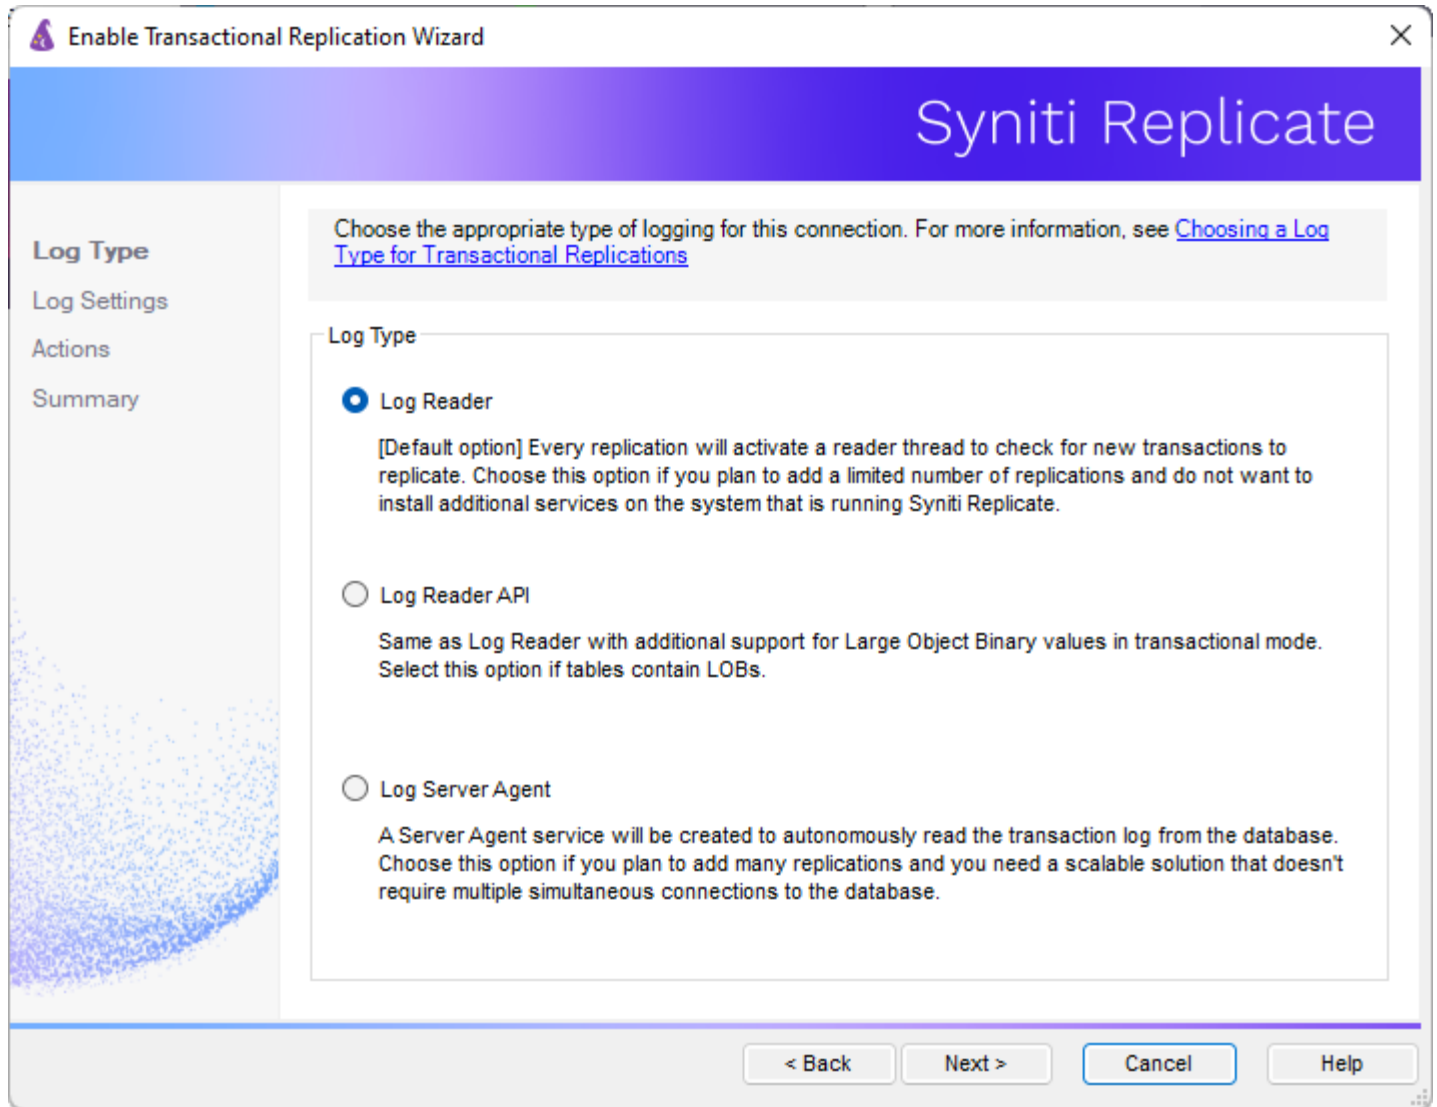 Enable Transactional Replication Wizard
Syniti Replicate
Log Type
Log Settings
Actions
Summary
Choose the appropriate type of logging for this connection. For more information, see Choosing a Log
Type for Transactional Replications
Log Type
Log Reader
[Default option] Every replication will activate a reader thread to check for new transactions to
replicate. Choose this option if you plan to add a limited number of replications and do not want to
install additional services on the system that is running Syniti Replicate.
Log Reader API
Same as Log Reader with additional support for Large Object Binary values in transactional mode.
Select this option if tables contain LOBs.
Log Server Agent
A Server Agent service will be created to autonomously read the transaction log from the database.
Choose this option if you plan to add many replications and you need a scalable solution that doesn't
require multiple simultaneous connections to the database.
< Back
Next >
Cancel
Help